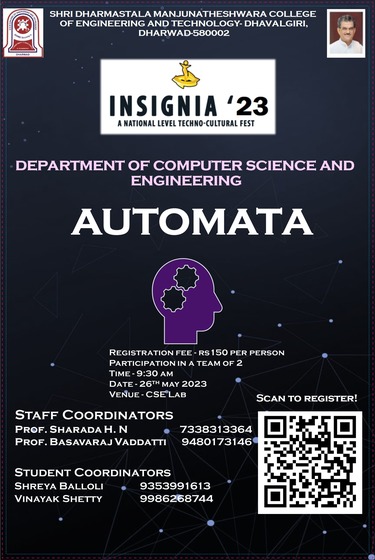 SHRI DHARMASTALA MANJUNATHESHWARA COLLEGE
OF ENGINEERING AND TECHNOLOGY- DHAVALGIRI,
DHARWAD-580002
INSIGNIA '23
A NATIONAL LEVEL TECHNO-CULTURAL FEST
DEPARTMENT OF COMPUTER SCIENCE AND
ENGINEERING
AUTOMATA
Registration fee - rs150 per person
Participation in a team of 2
Time - 9:30 am
Date - 26th may 2023
Venue - CSE LAB
Scan to register!
Staff Coordinators
Prof. Sharada H. N 7338313364
Prof. Basavaraj Vaddatti 9480173146
Student Coordinators
Shreya Balloli 9353991613
Vinayak Shetty 9986268744